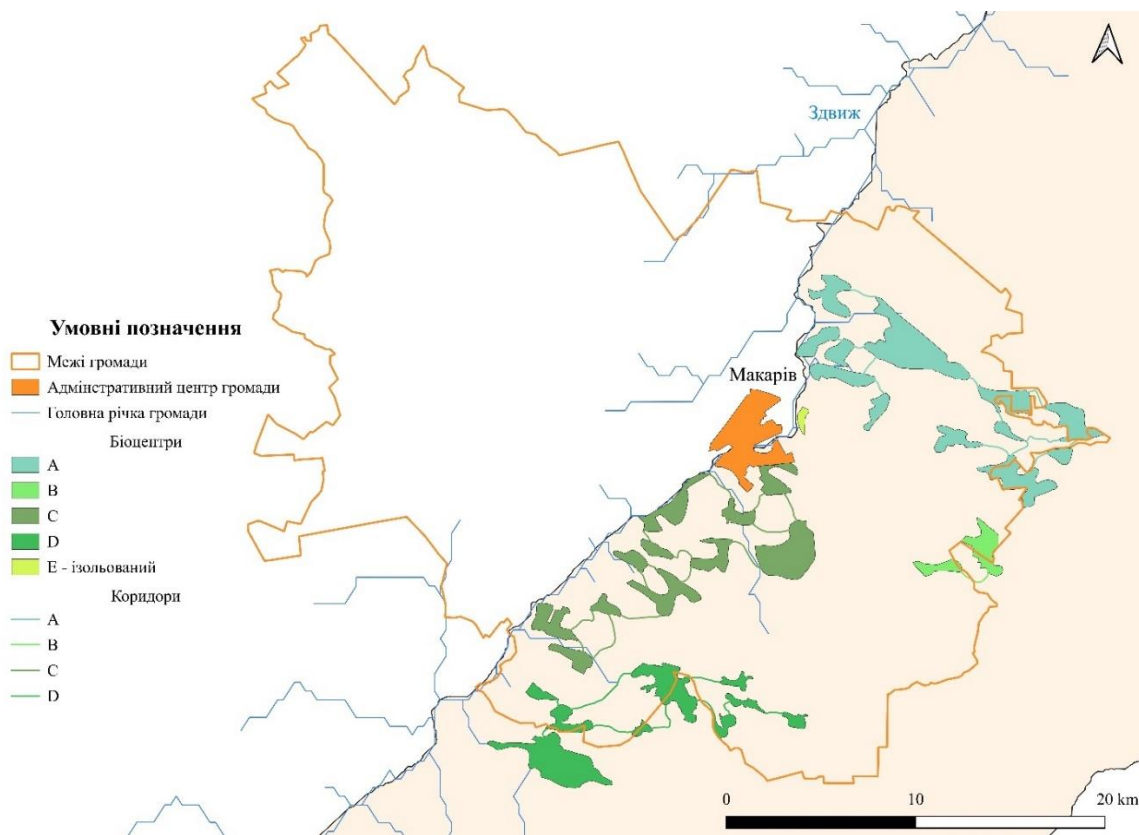 Здвиж
Макарів
Умовні позначення
Межі громади
Адміністративний центр громади
Головна річка громади
Біоцентри
A
B
C
D
E - ізольований
Коридори
A
B
C
D
0 10 20 km